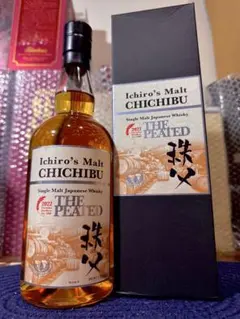 Ichiro's Malt
CHICHIBU
Single Malt Japanese Whisky
2022
THE
PEATED
秩父
Ichiro's Malt
CHICHIBU
Single Malt Japanese Whisky
2022
THE
PEATED
秩父